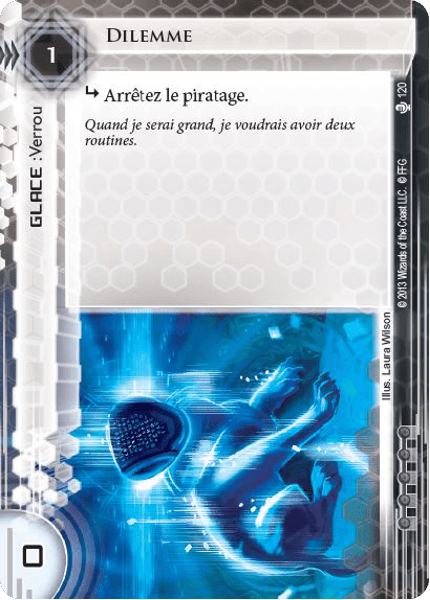 1
DILEMME
↳ Arrêtez le piratage.
Quand je serai grand, je voudrais avoir deux
routines.
GLACE : Verrou
120
© 2013 Wizards of the Coast LLC. © FFG
Illus. Laura Wilson
0